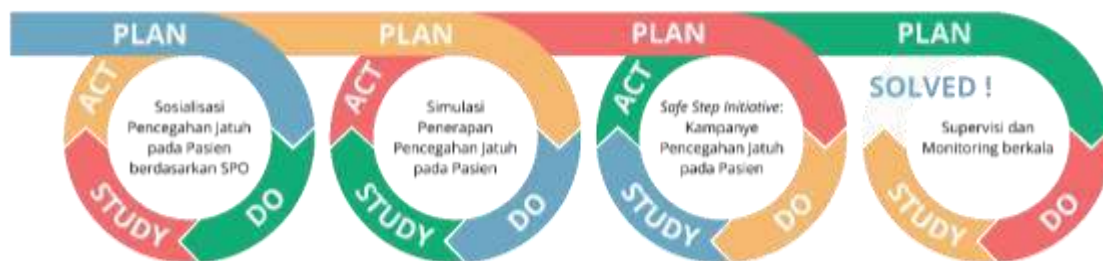 PLAN
ACT
Sosialisasi
Pencegahan Jatuh
pada Pasien
berdasarkan SPO
STUDY
DO
PLAN
ACT
Simulasi
Penerapan
Pencegahan Jatuh
pada Pasien
STUDY
DO
PLAN
ACT
Safe Step Initiative:
Kampanye
Pencegahan Jatuh
pada Pasien
STUDY
DO
PLAN
SOLVED !
Supervisi dan
Monitoring berkala
STUDY
DO